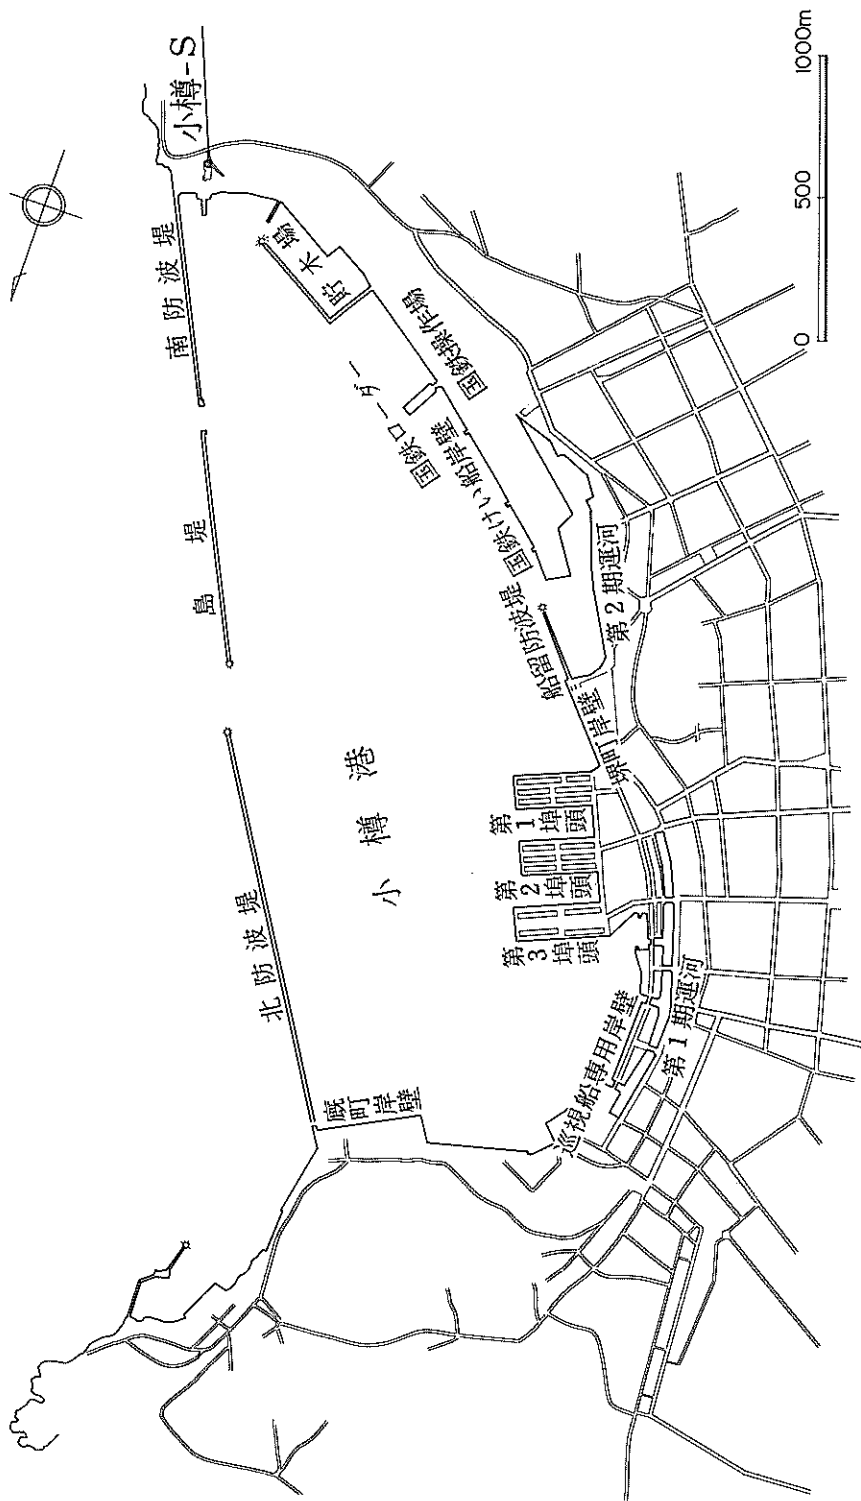 小樽-S
南防波堤
島堤
北防波堤
貯木場
国鉄操作場
国鉄ローダー
国鉄けい船岸壁
船留防波堤
第2期運河
堺町岸壁
小樽港
第1埠頭
第2埠頭
第3埠頭
巡視船専用岸壁
第1期運河
厩町岸壁
0 500 1000m